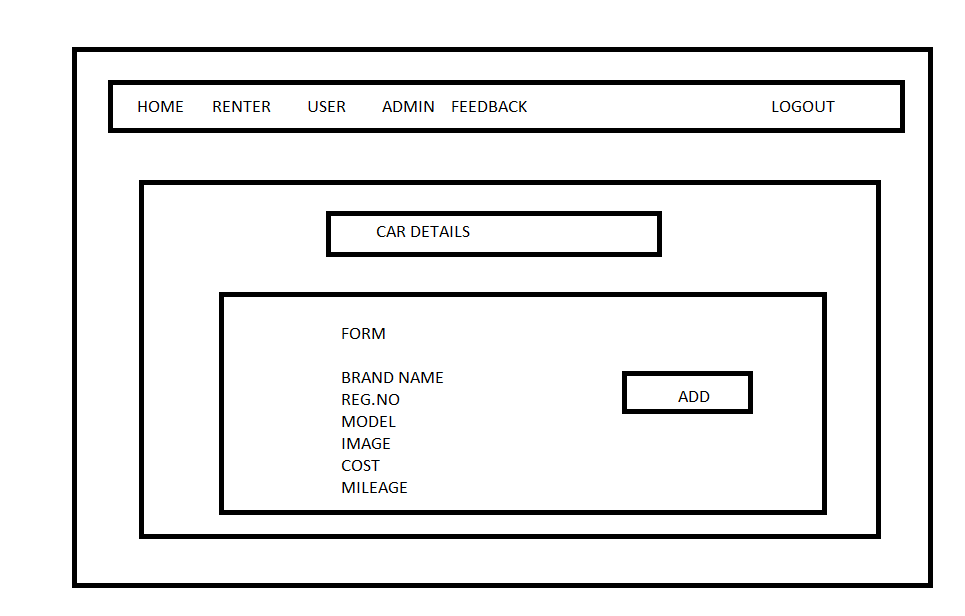 HOME RENTER USER ADMIN FEEDBACK LOGOUT
CAR DETAILS
FORM
BRAND NAME
REG.NO
MODEL
IMAGE
COST
MILEAGE
ADD